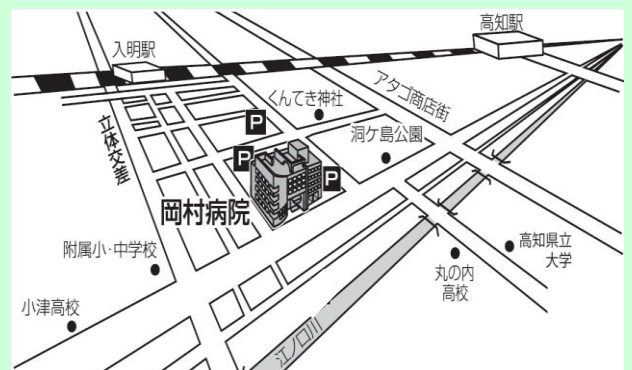 高知駅
入明駅
アタゴ商店街
くんてき神社
立体交差
P
洞ケ島公園
P
P
岡村病院
附属小・中学校
高知県立
大学
丸の内
高校
小津高校
江ノ口川